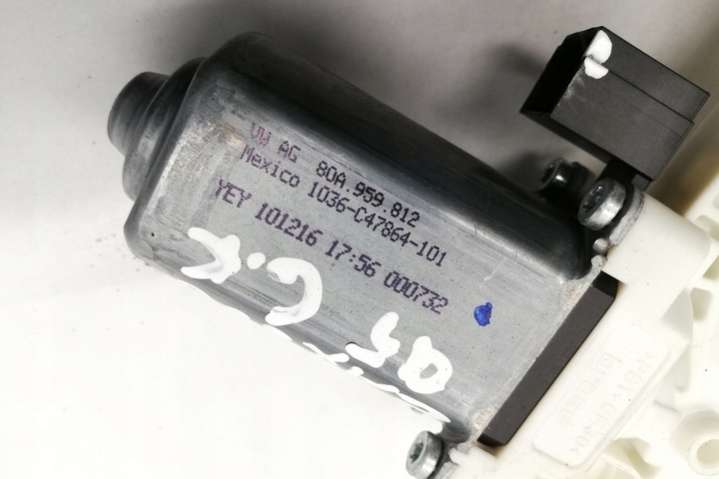 VW AG 80A.959.812
Mexico 1036-C47864-101
YEY 101216 17:56 000732
Q5